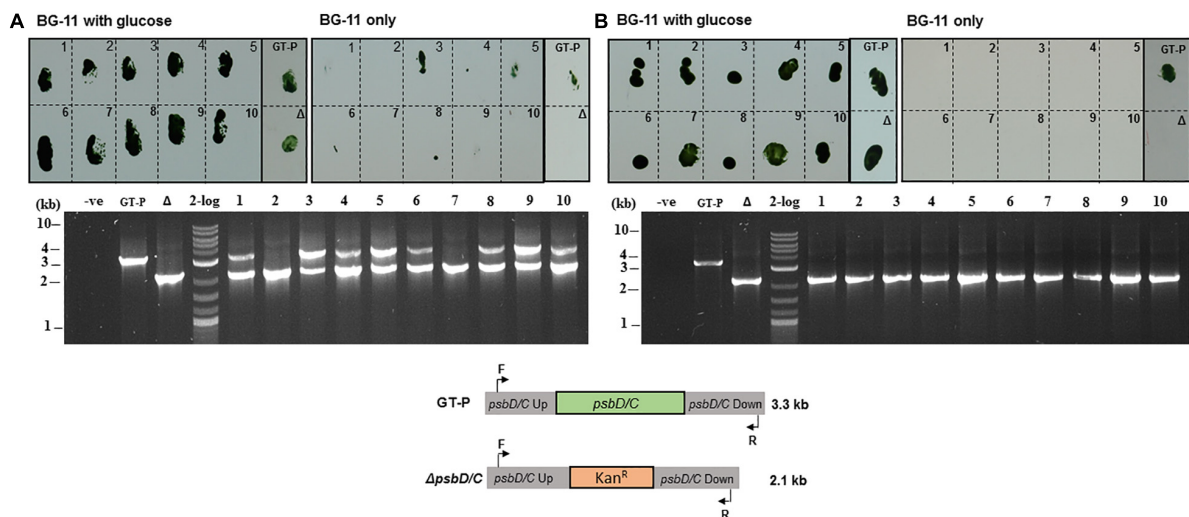 A BG-11 with glucose BG-11 only
1 2 3 4 5 GT-P 1 2 3 4 5 GT-P
6 7 8 9 10 Δ 6 7 8 9 10 Δ
(kb) -ve GT-P Δ 2-log 1 2 3 4 5 6 7 8 9 10
10
4
3
2
1
B BG-11 with glucose BG-11 only
1 2 3 4 5 GT-P 1 2 3 4 5 GT-P
6 7 8 9 10 Δ 6 7 8 9 10 Δ
(kb) -ve GT-P Δ 2-log 1 2 3 4 5 6 7 8 9 10
10
4
3
2
1
F
GT-P psbD/C Up psbD/C psbD/C Down 3.3 kb
R
F
ΔpsbD/C psbD/C Up Kan^R psbD/C Down 2.1 kb
R